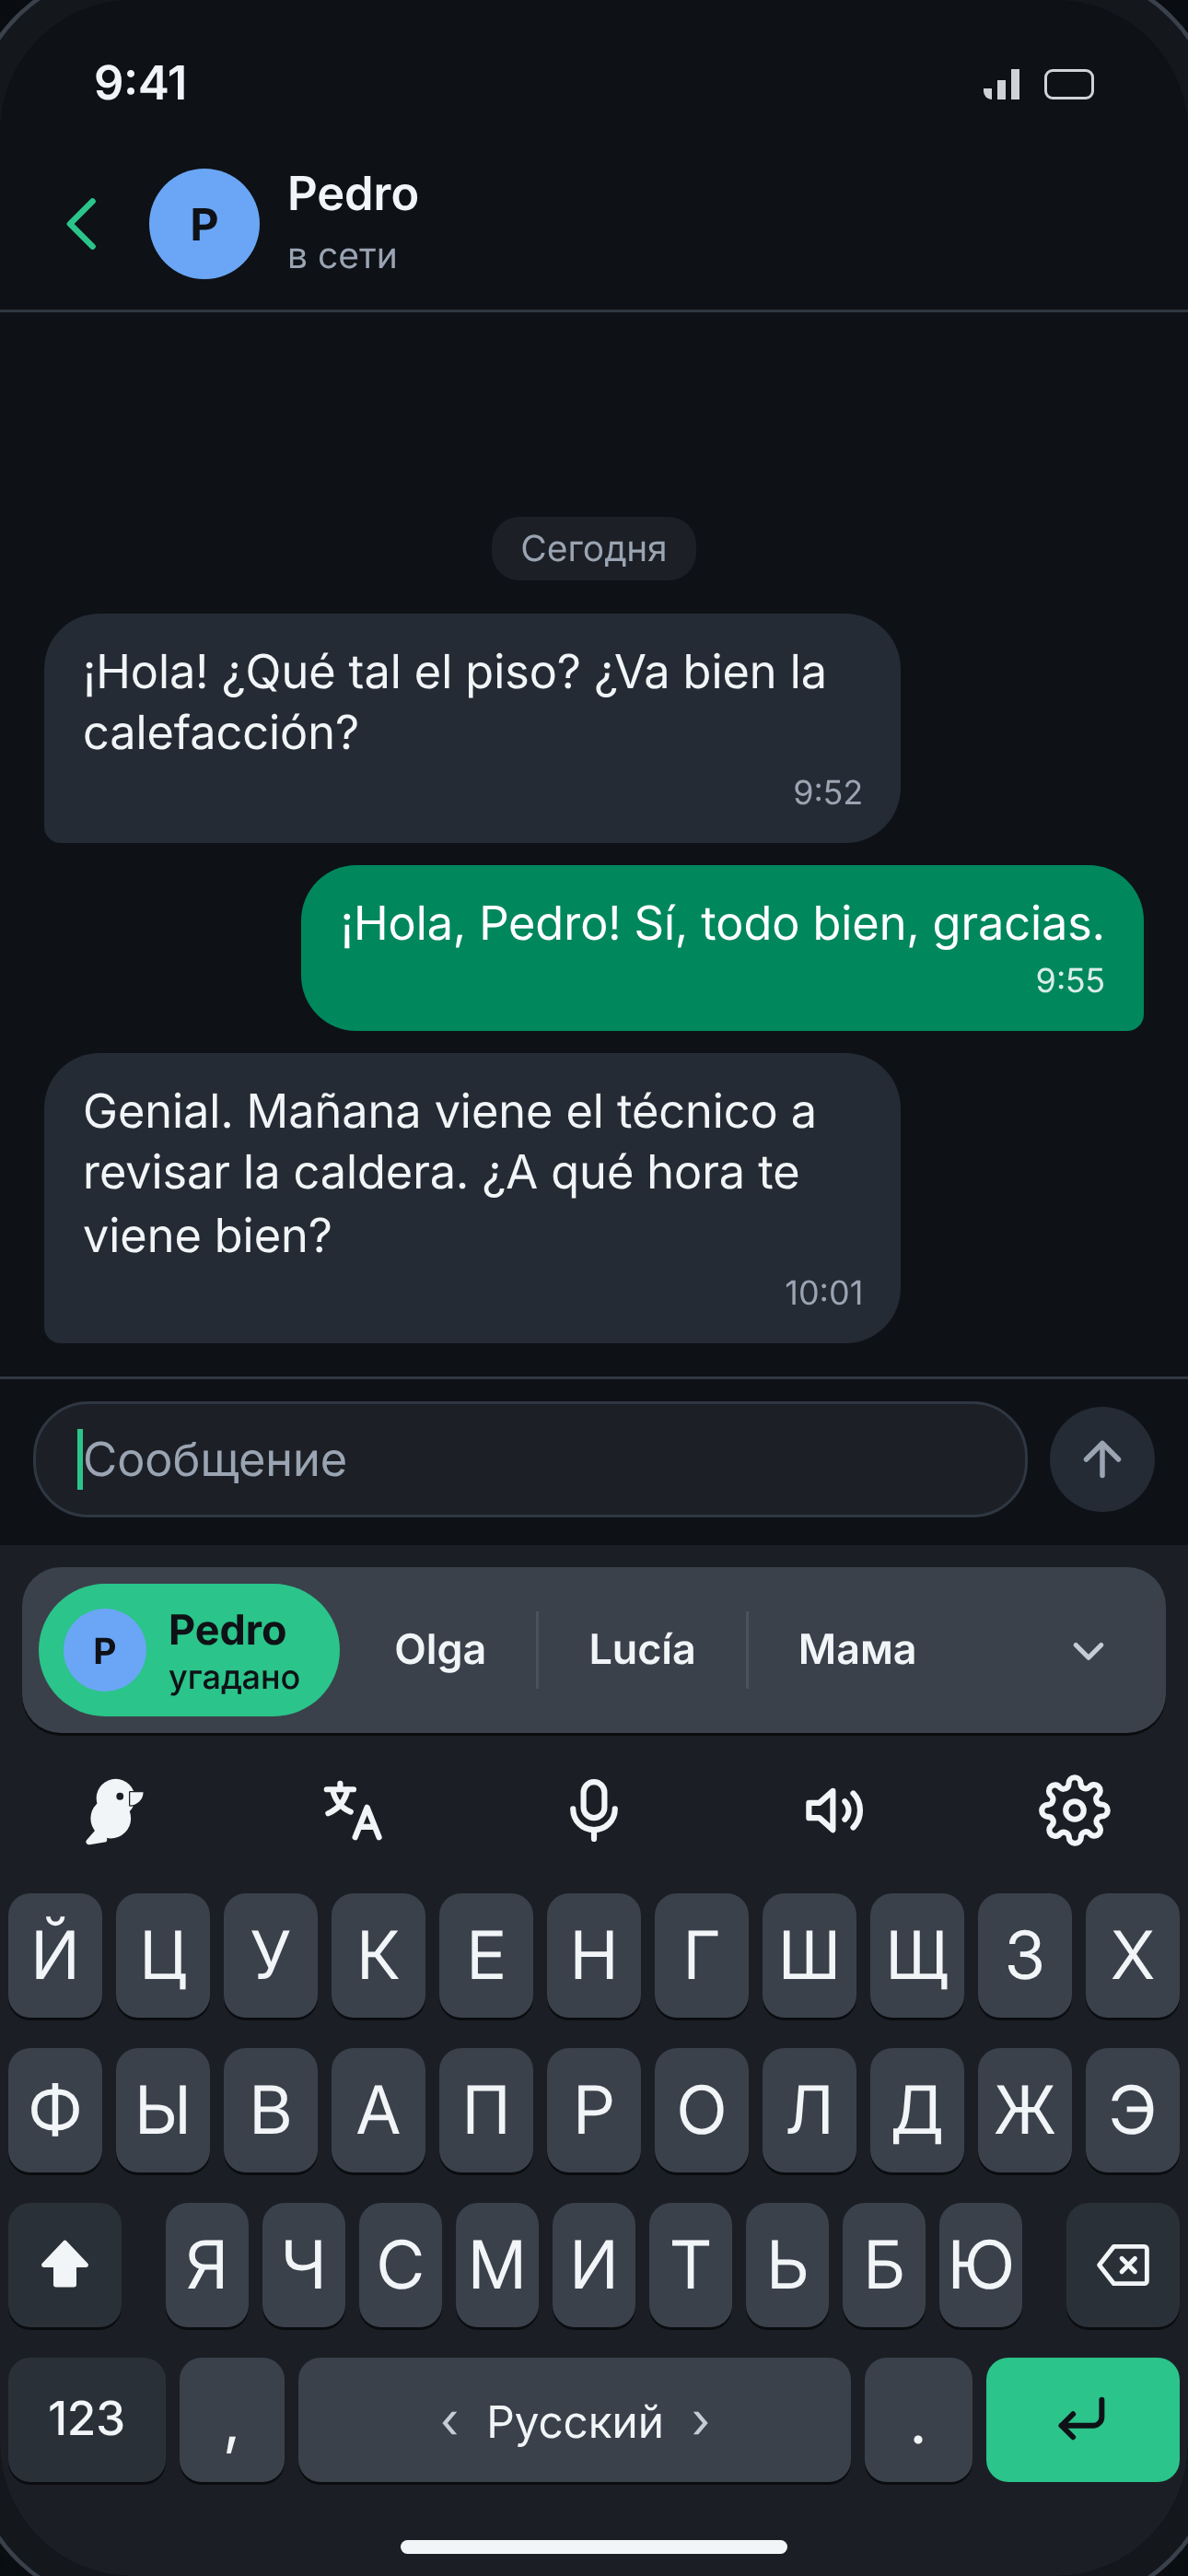 9:41
P
Pedro
в сети
Сегодня
¡Hola! ¿Qué tal el piso? ¿Va bien la
calefacción?
9:52
¡Hola, Pedro! Sí, todo bien, gracias.
9:55
Genial. Mañana viene el técnico a
revisar la caldera. ¿A qué hora te
viene bien?
10:01
Сообщение
P
Pedro
угадано
Olga
Lucía
Мама
Й Ц У К Е Н Г Ш Щ З Х
Ф Ы В А П Р О Л Д Ж Э
Я Ч С М И Т Ь Б Ю
123 , ‹ Русский › .